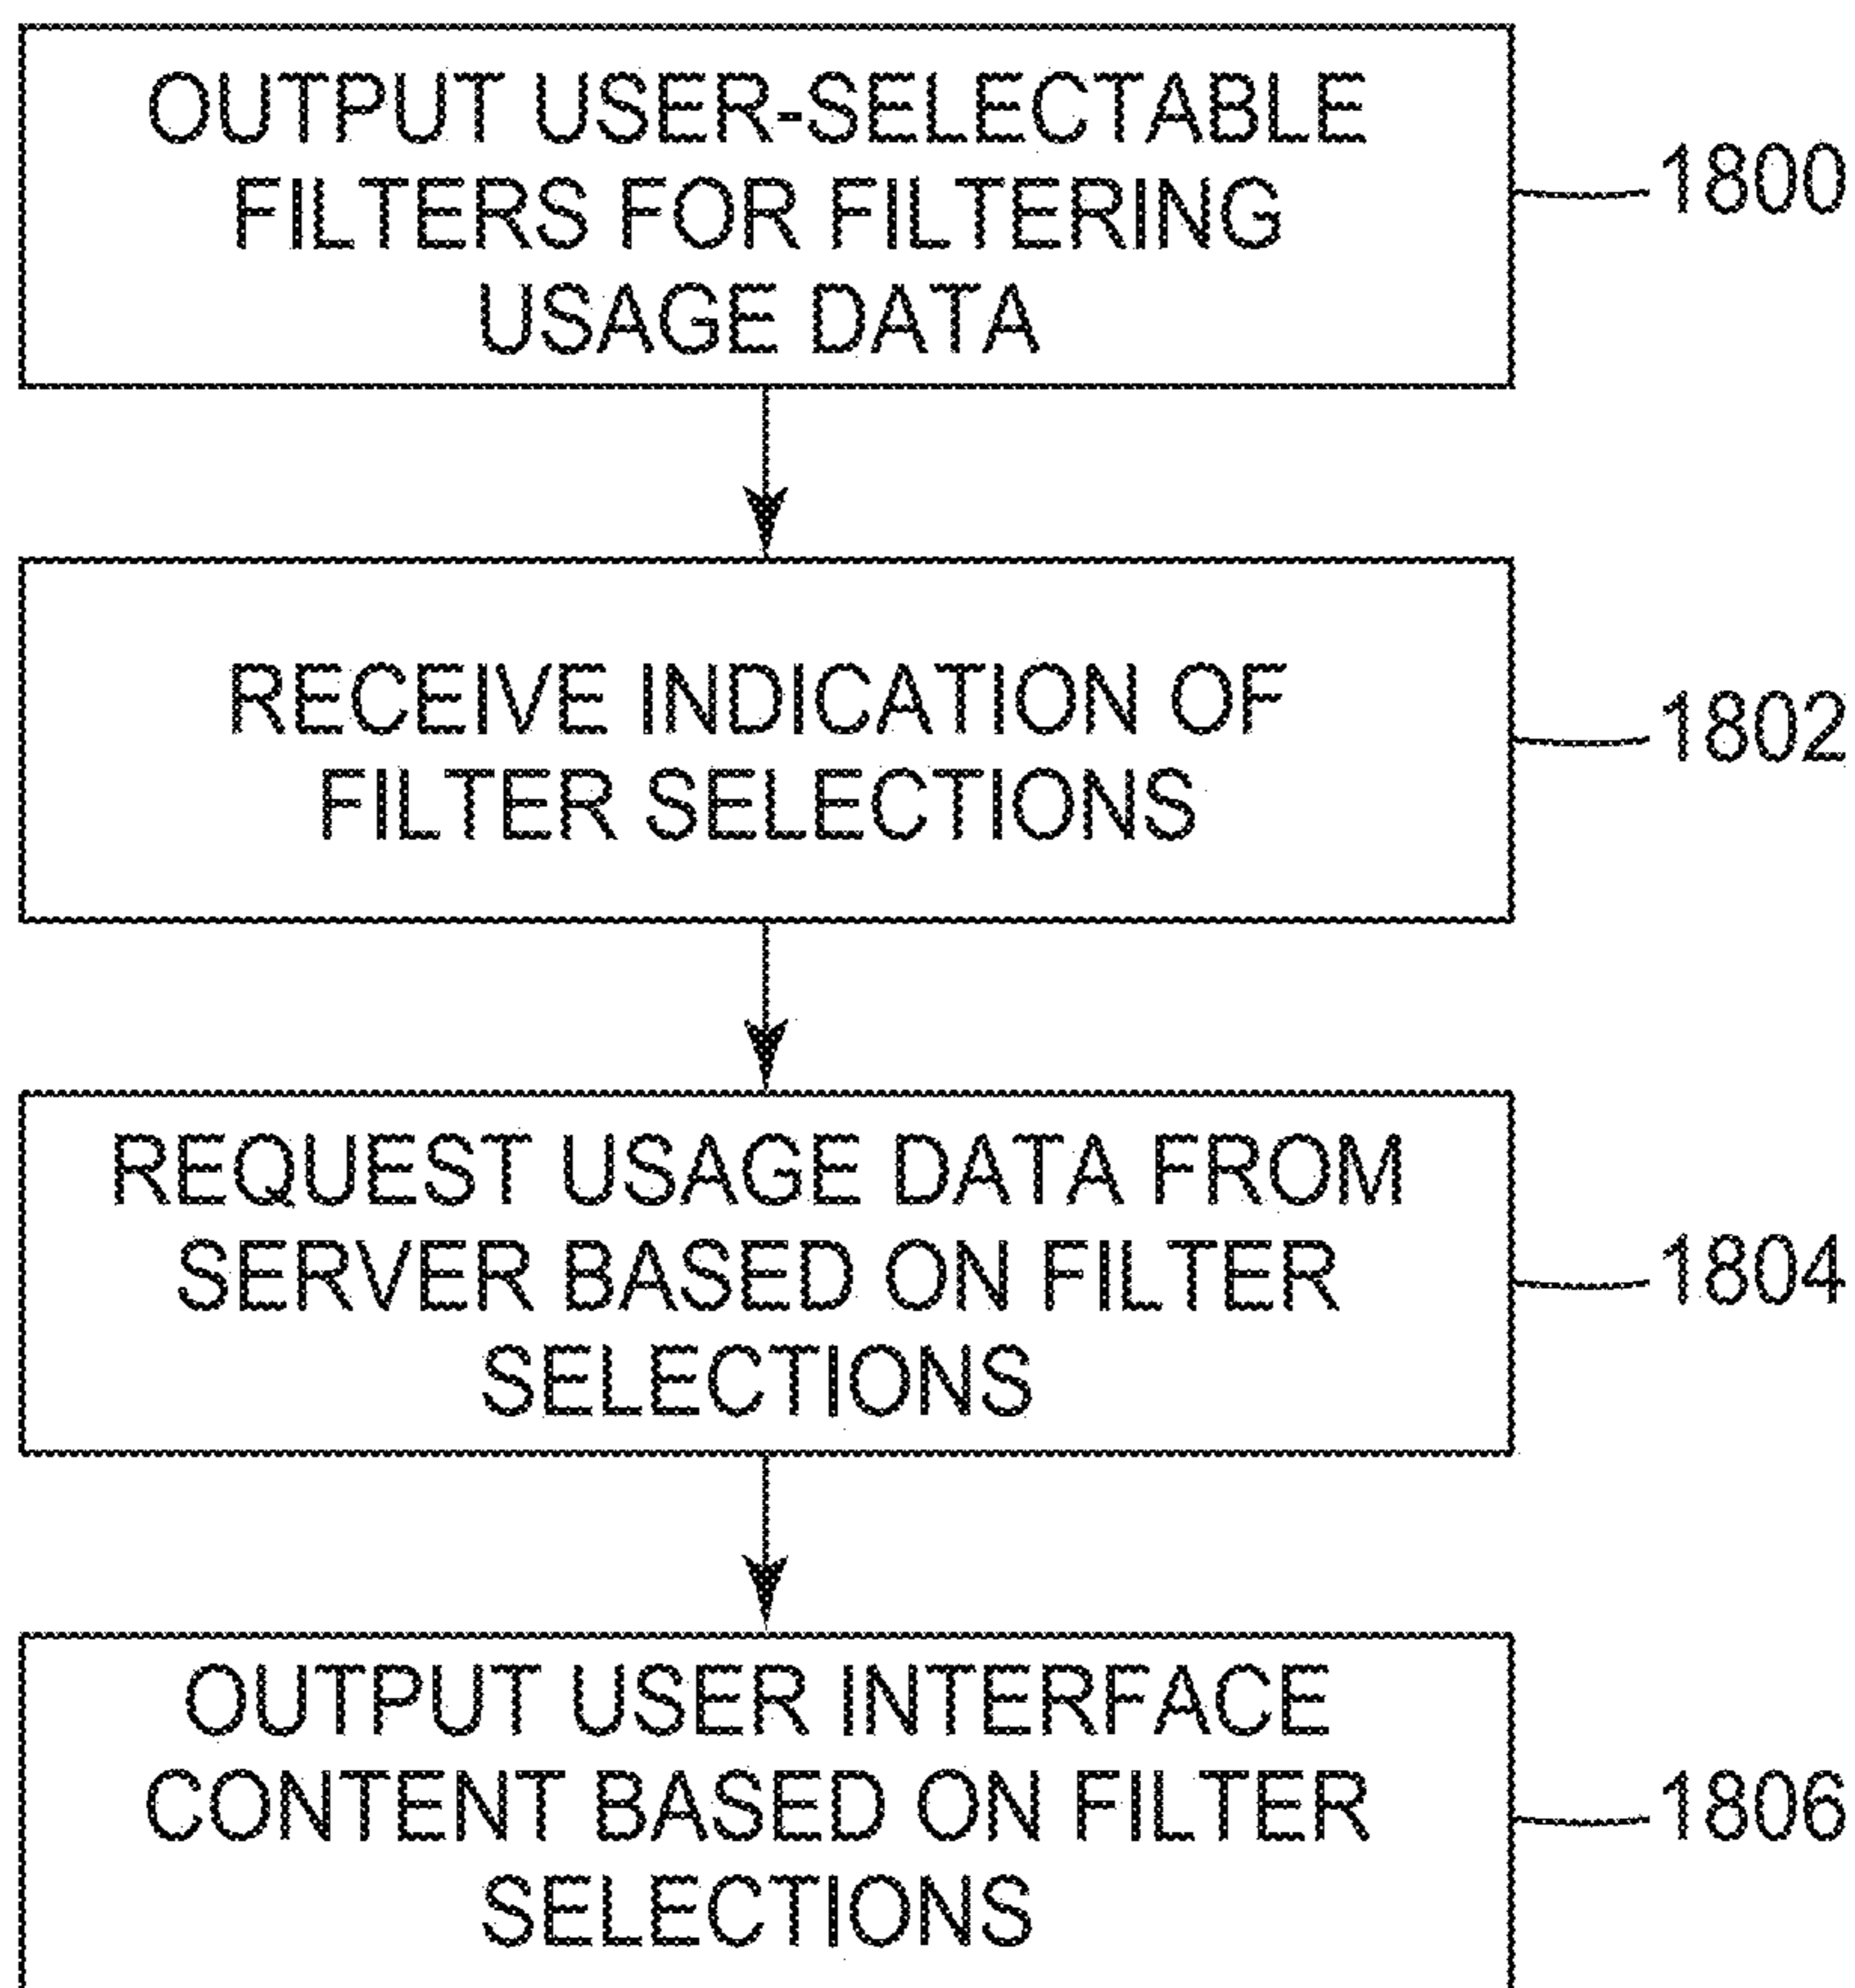 OUTPUT USER-SELECTABLE
FILTERS FOR FILTERING
USAGE DATA
1800
RECEIVE INDICATION OF
FILTER SELECTIONS
1802
REQUEST USAGE DATA FROM
SERVER BASED ON FILTER
SELECTIONS
1804
OUTPUT USER INTERFACE
CONTENT BASED ON FILTER
SELECTIONS
1806